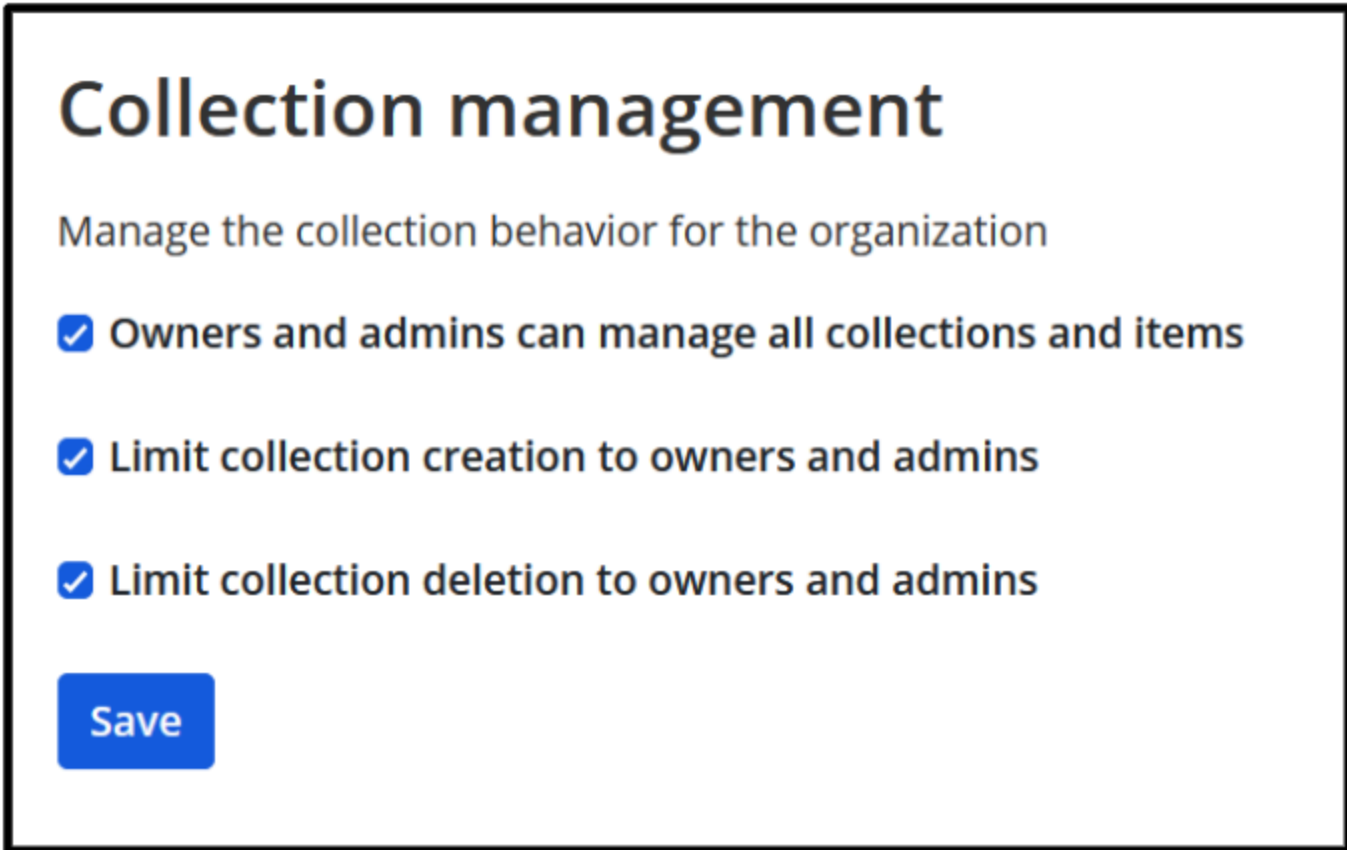 Collection management
Manage the collection behavior for the organization
Owners and admins can manage all collections and items
Limit collection creation to owners and admins
Limit collection deletion to owners and admins
Save